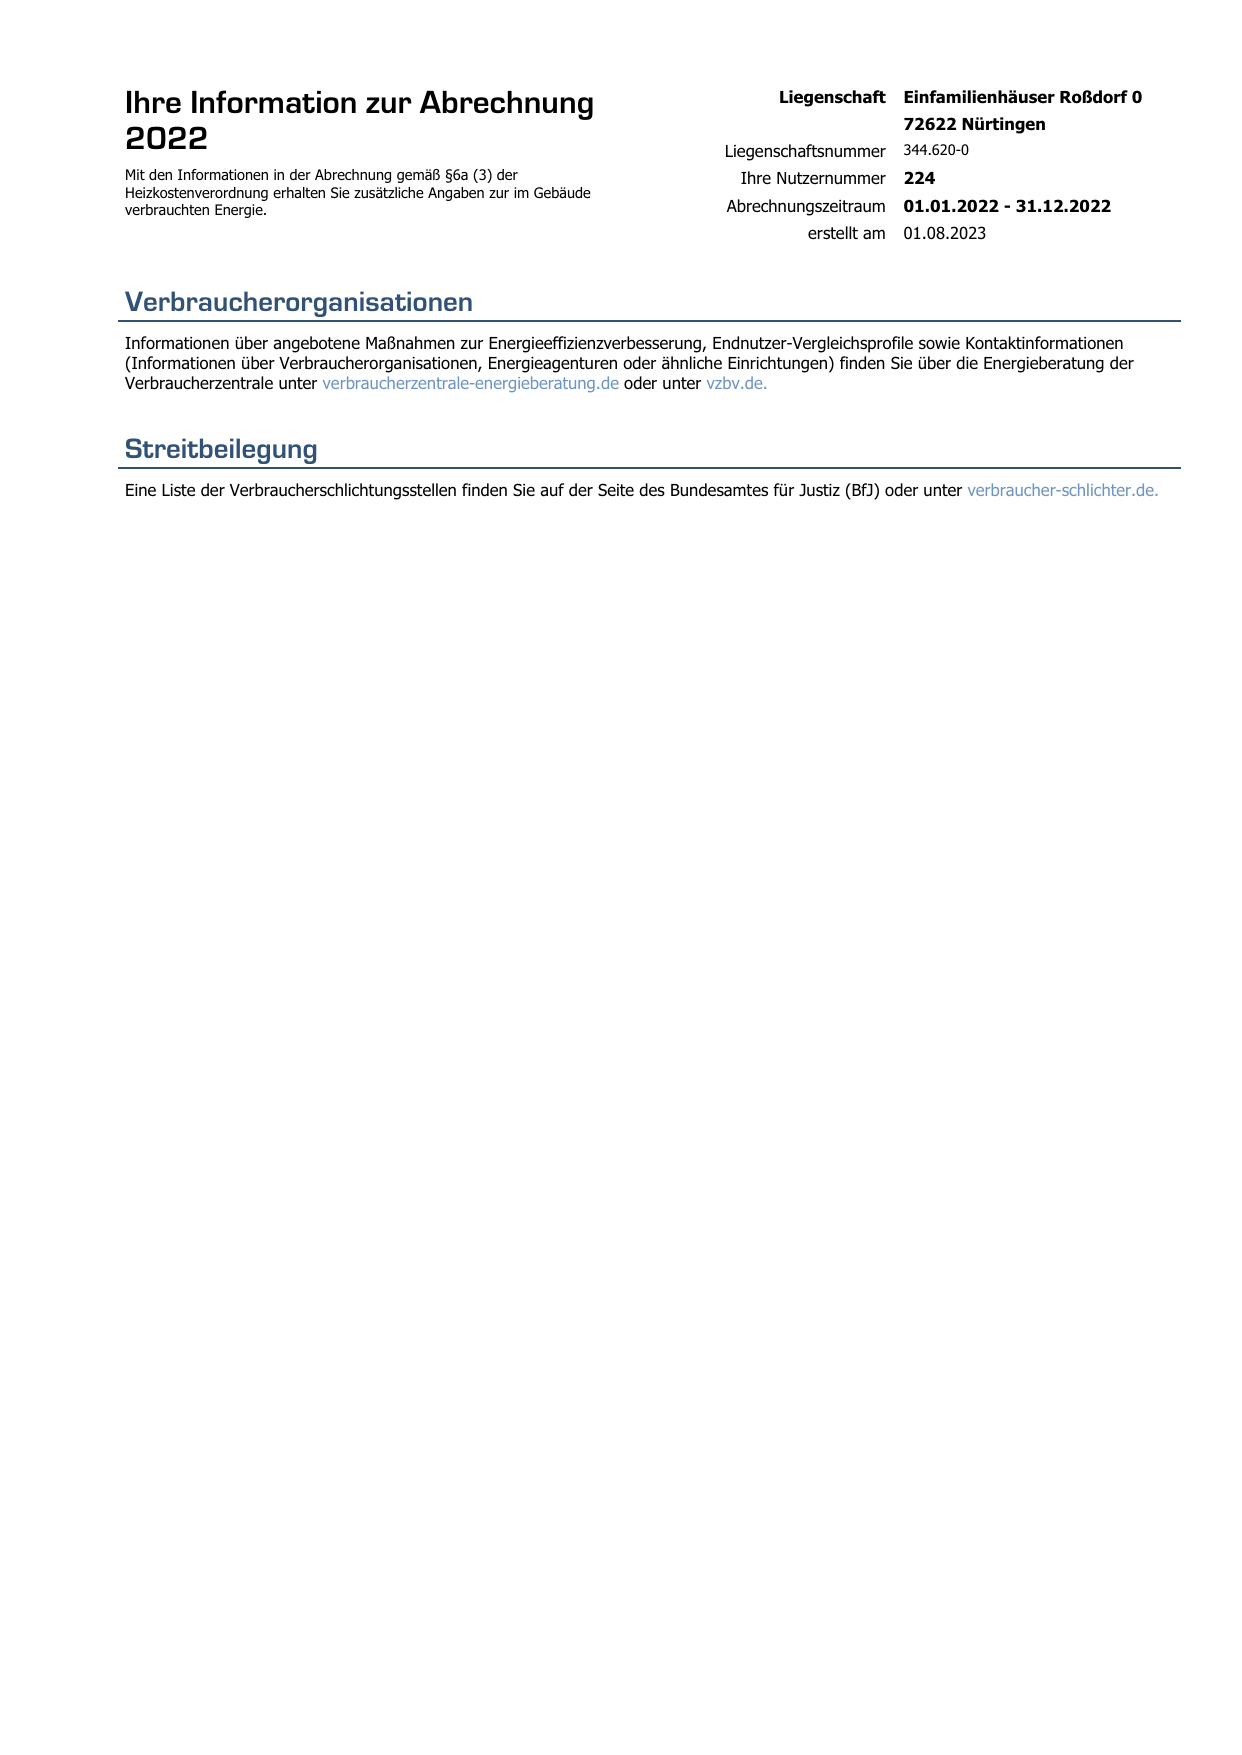 Ihre Information zur Abrechnung
2022
Mit den Informationen in der Abrechnung gemäß §6a (3) der
Heizkostenverordnung erhalten Sie zusätzliche Angaben zur im Gebäude
verbrauchten Energie.
Liegenschaft Einfamilienhäuser Roßdorf 0
72622 Nürtingen
Liegenschaftsnummer 344.620-0
Ihre Nutzernummer 224
Abrechnungszeitraum 01.01.2022 - 31.12.2022
erstellt am 01.08.2023
Verbraucherorganisationen
Informationen über angebotene Maßnahmen zur Energieeffizienzverbesserung, Endnutzer-Vergleichsprofile sowie Kontaktinformationen
(Informationen über Verbraucherorganisationen, Energieagenturen oder ähnliche Einrichtungen) finden Sie über die Energieberatung der
Verbraucherzentrale unter verbraucherzentrale-energieberatung.de oder unter vzbv.de.
Streitbeilegung
Eine Liste der Verbraucherschlichtungsstellen finden Sie auf der Seite des Bundesamtes für Justiz (BfJ) oder unter verbraucher-schlichter.de.